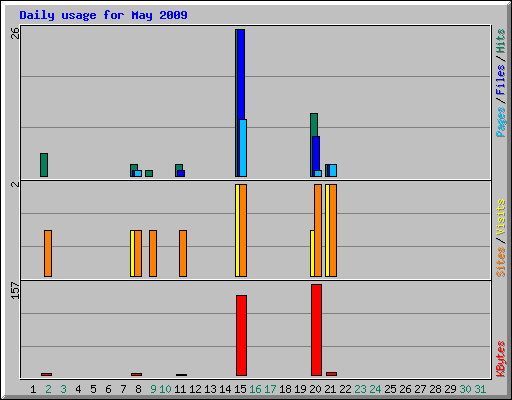 Daily usage for May 2009
26
2
157
Pages/Files/Hits
Sites/Visits
KBytes
1 2 3 4 5 6 7 8 9 10 11 12 13 14 15 16 17 18 19 20 21 22 23 24 25 26 27 28 29 30 31